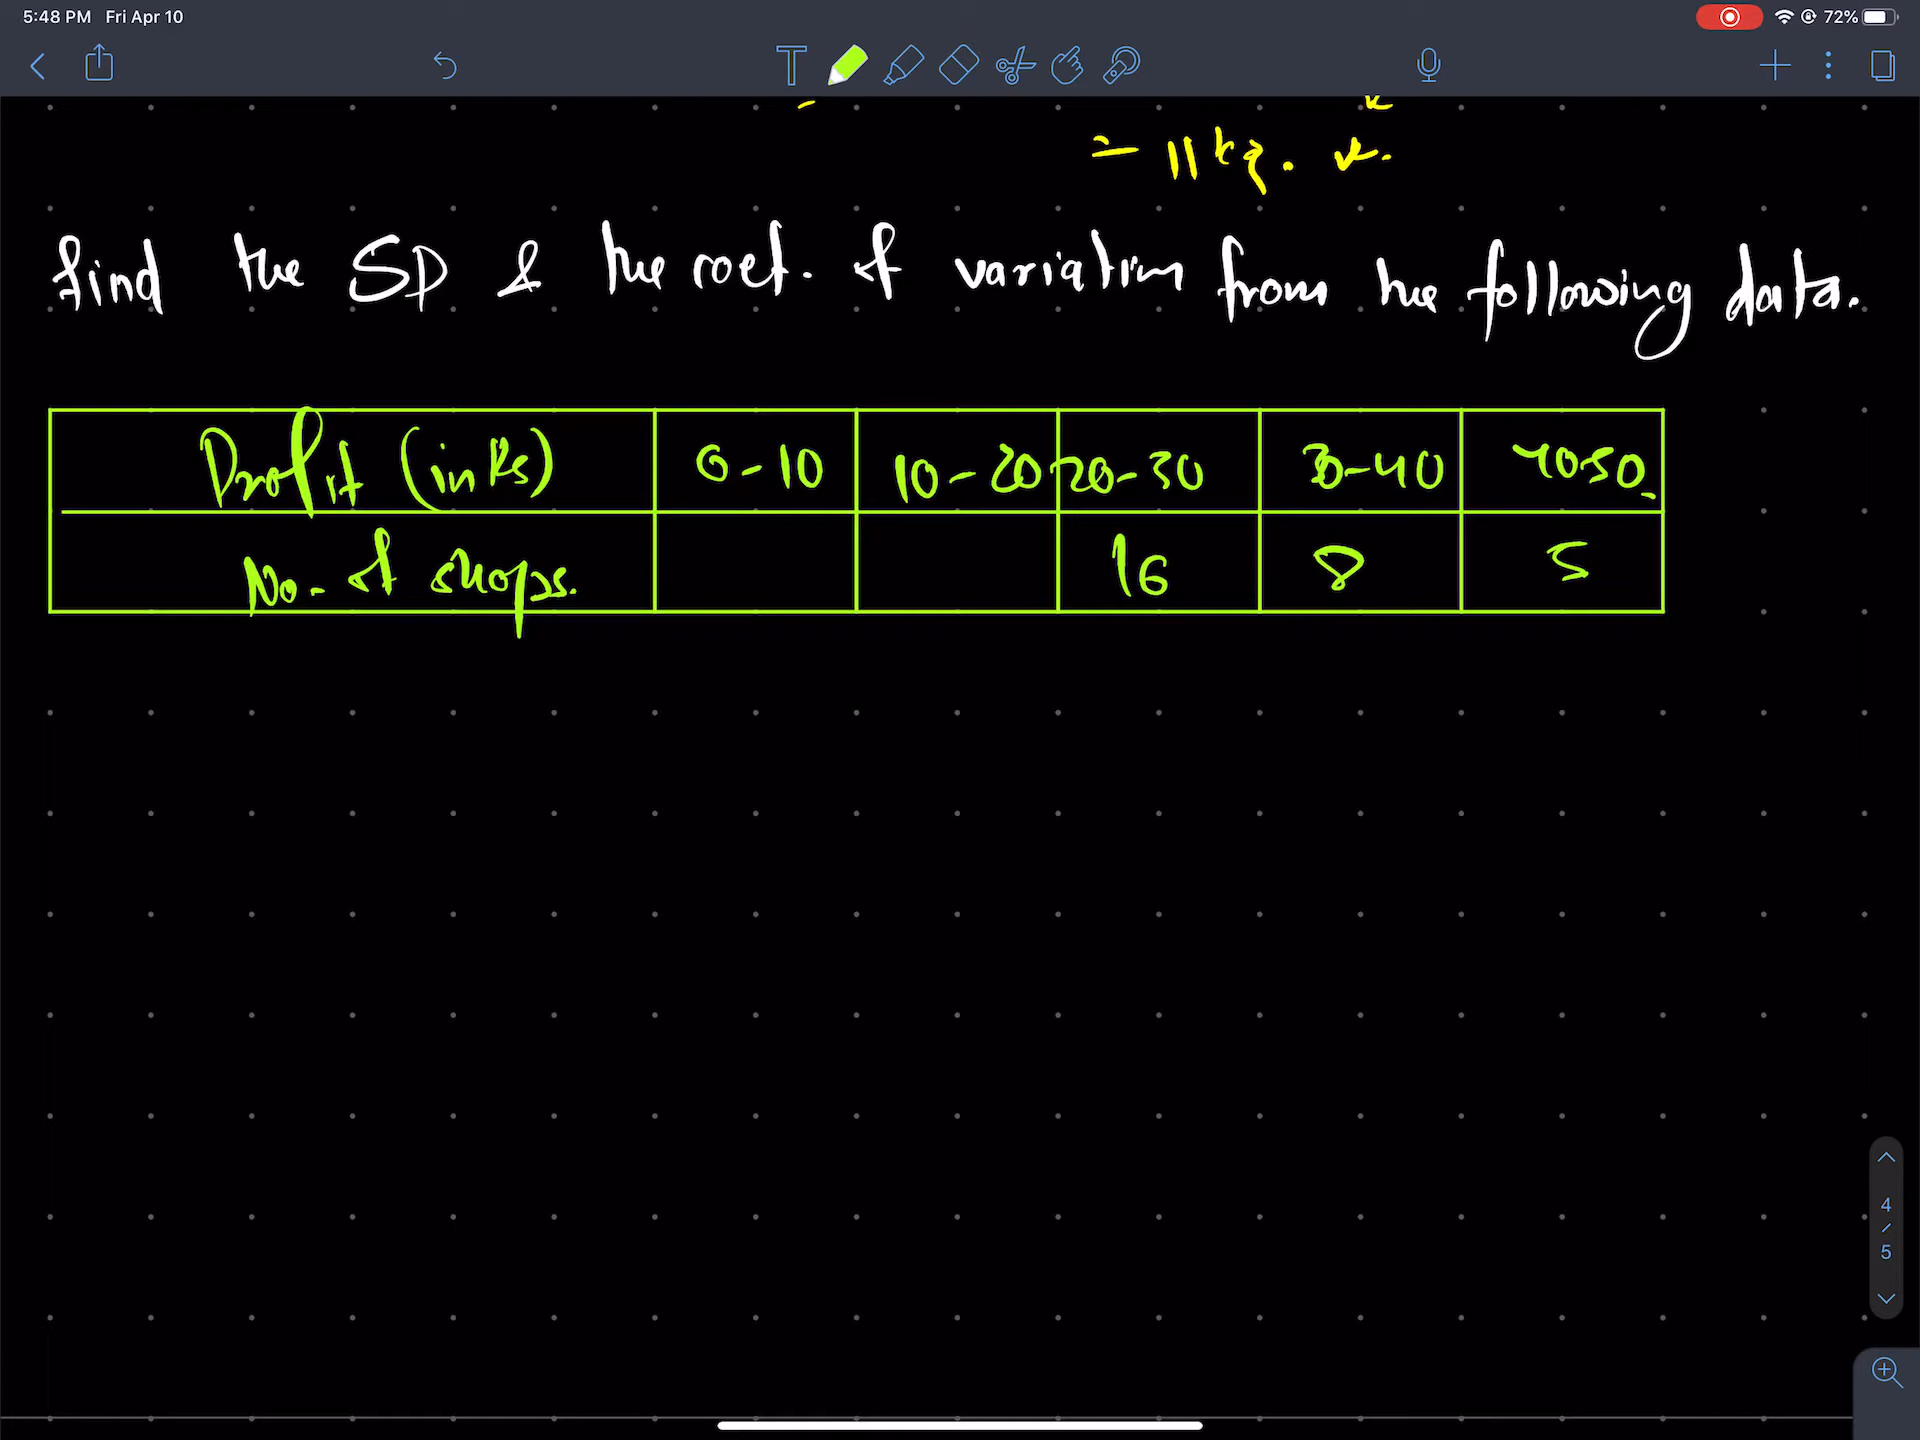 5:48 PM Fri Apr 10 72%
= 11 kg.
find the SD & the coef. of variation from the following data.
Profit (in Rs) 0-10 10-20 20-30 30-40 40-50
No. of shops. 16 8 5
4
/
5